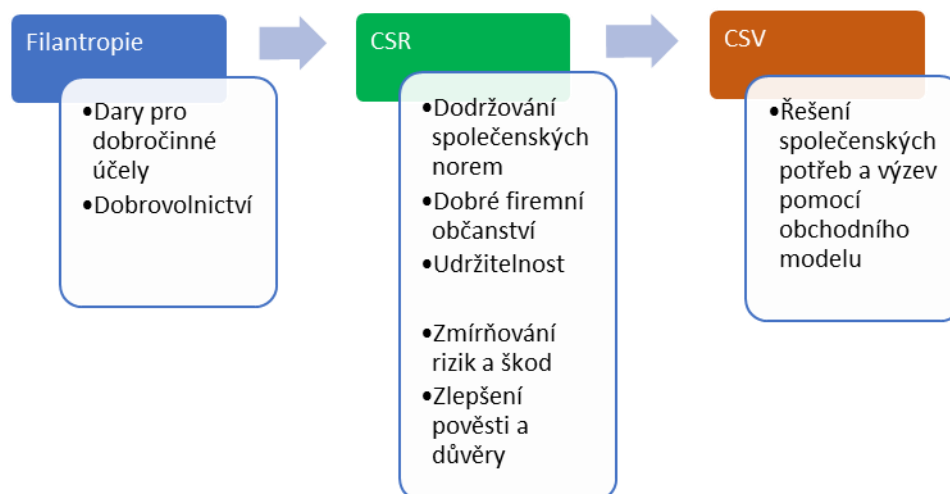 Filantropie
•Dary pro
dobročinné
účely
•Dobrovolnictví
CSR
•Dodržování
společenských
norem
•Dobré firemní
občanství
•Udržitelnost
•Zmírňování
rizik a škod
•Zlepšení
pověsti a
důvěry
CSV
•Řešení
společenských
potřeb a výzev
pomocí
obchodního
modelu